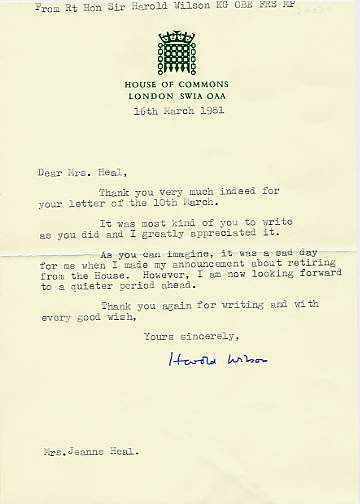 From Rt Hon Sir Harold Wilson KG OBE FRS MP
HOUSE OF COMMONS
LONDON SW1A OAA
16th March 1981
Dear Mrs. Heal,
Thank you very much indeed for
your letter of the 10th March.
It was most kind of you to write
as you did and I greatly appreciated it.
As you can imagine, it was a sad day
for me when I made my announcement about retiring
from the House. However, I am now looking forward
to a quieter period ahead.
Thank you again for writing and with
every good wish,
Yours sincerely,
Harold Wilson
Mrs. Jeanne Heal.